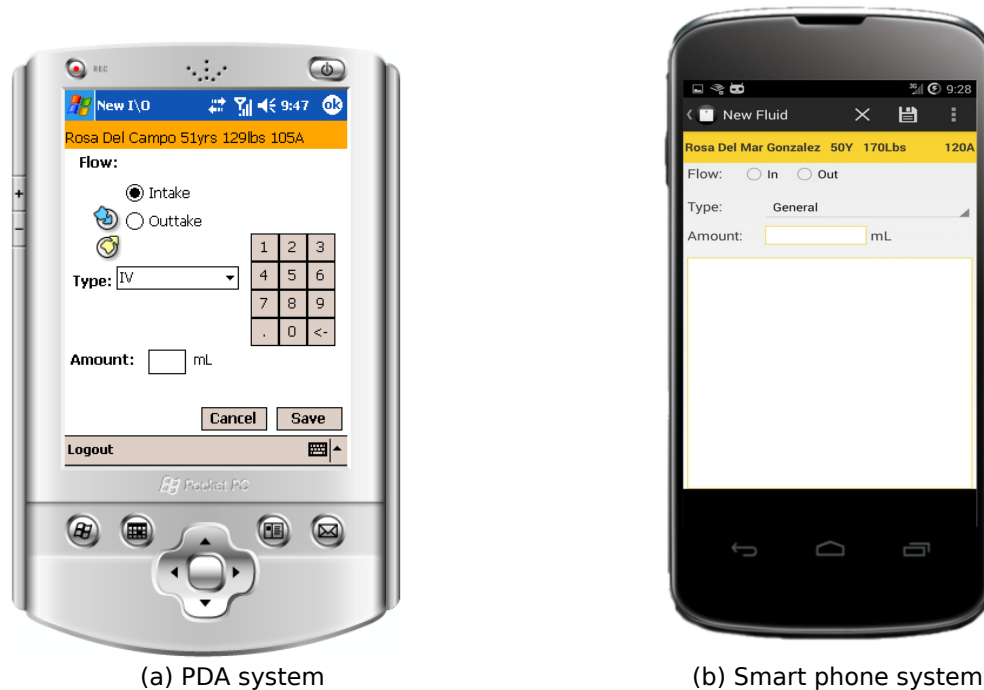 REC
New I\O 9:47 ok
Rosa Del Campo 51yrs 129lbs 105A
Flow:
Intake
Outtake
1 2 3
Type: IV 4 5 6
7 8 9
. 0 <-
Amount: mL
Cancel Save
Logout
Pocket PC
+
-
(a) PDA system
3G 9:28
New Fluid
Rosa Del Mar Gonzalez 50Y 170Lbs 120A
Flow: In Out
Type: General
Amount: mL
(b) Smart phone system